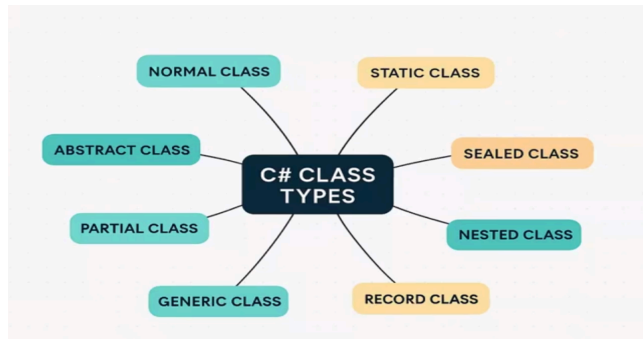 NORMAL CLASS
STATIC CLASS
ABSTRACT CLASS
SEALED CLASS
C# CLASS
TYPES
PARTIAL CLASS
NESTED CLASS
GENERIC CLASS
RECORD CLASS